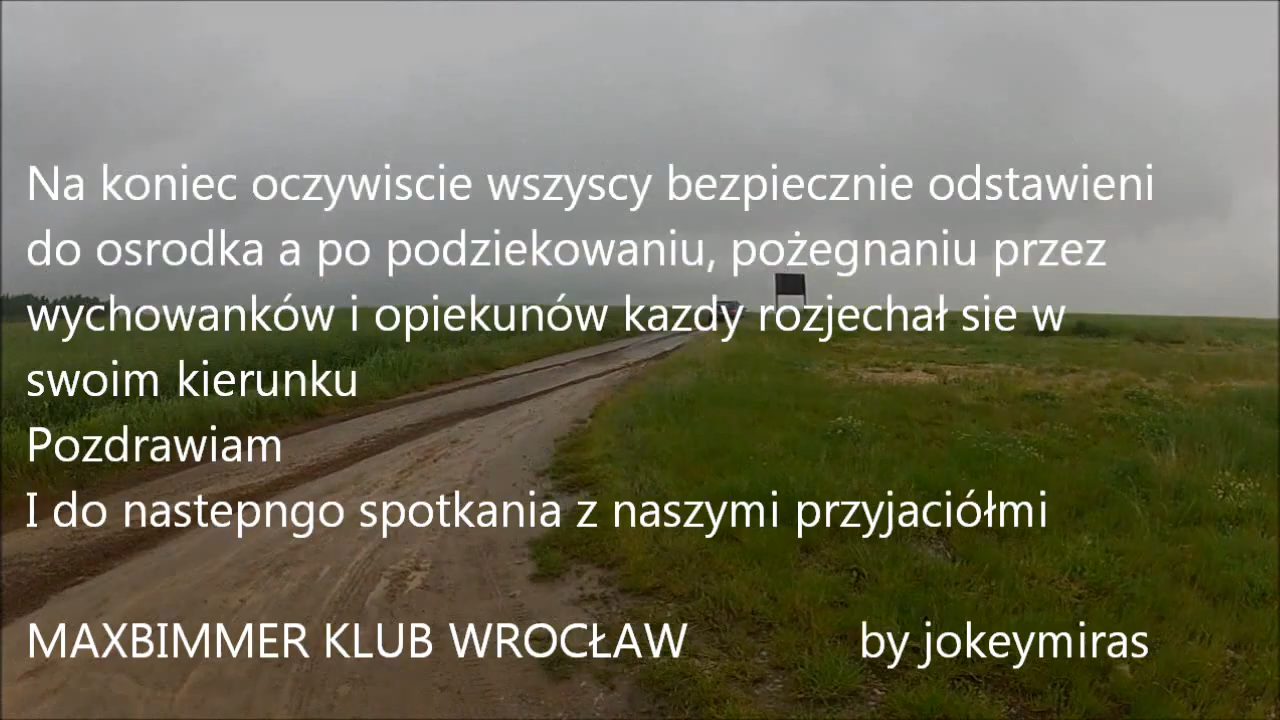 Na koniec oczywiscie wszyscy bezpiecznie odstawieni
do osrodka a po podziekowaniu, pożegnaniu przez
wychowanków i opiekunów kazdy rozjechał sie w
swoim kierunku
Pozdrawiam
I do nastepngo spotkania z naszymi przyjaciółmi
MAXBIMMER KLUB WROCŁAW by jokeymiras